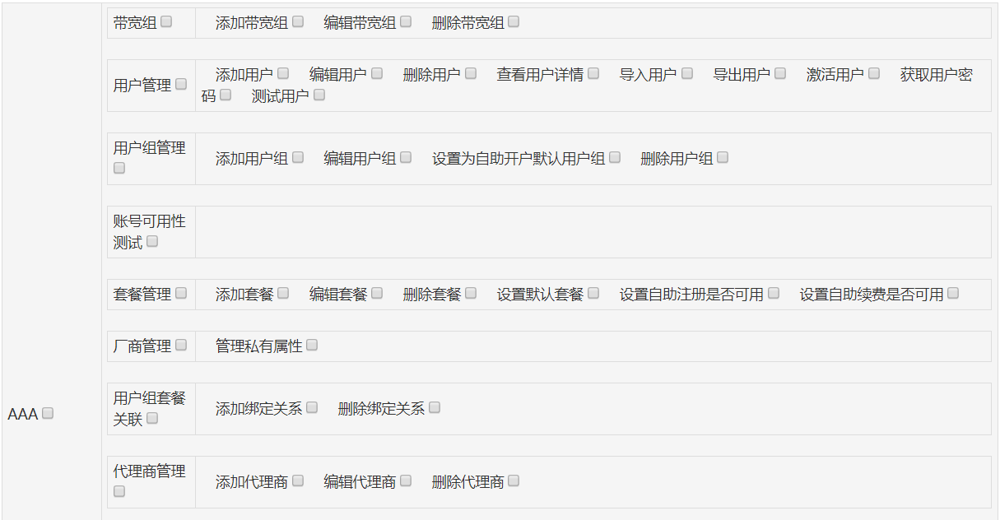 带宽组 添加带宽组 编辑带宽组 删除带宽组
用户管理 添加用户 编辑用户 删除用户 查看用户详情 导入用户 导出用户 激活用户 获取用户密
码 测试用户
用户组管理 添加用户组 编辑用户组 设置为自助开户默认用户组 删除用户组
账号可用性
测试
套餐管理 添加套餐 编辑套餐 删除套餐 设置默认套餐 设置自助注册是否可用 设置自助续费是否可用
厂商管理 管理私有属性
用户组套餐
关联 添加绑定关系 删除绑定关系
AAA
代理商管理 添加代理商 编辑代理商 删除代理商